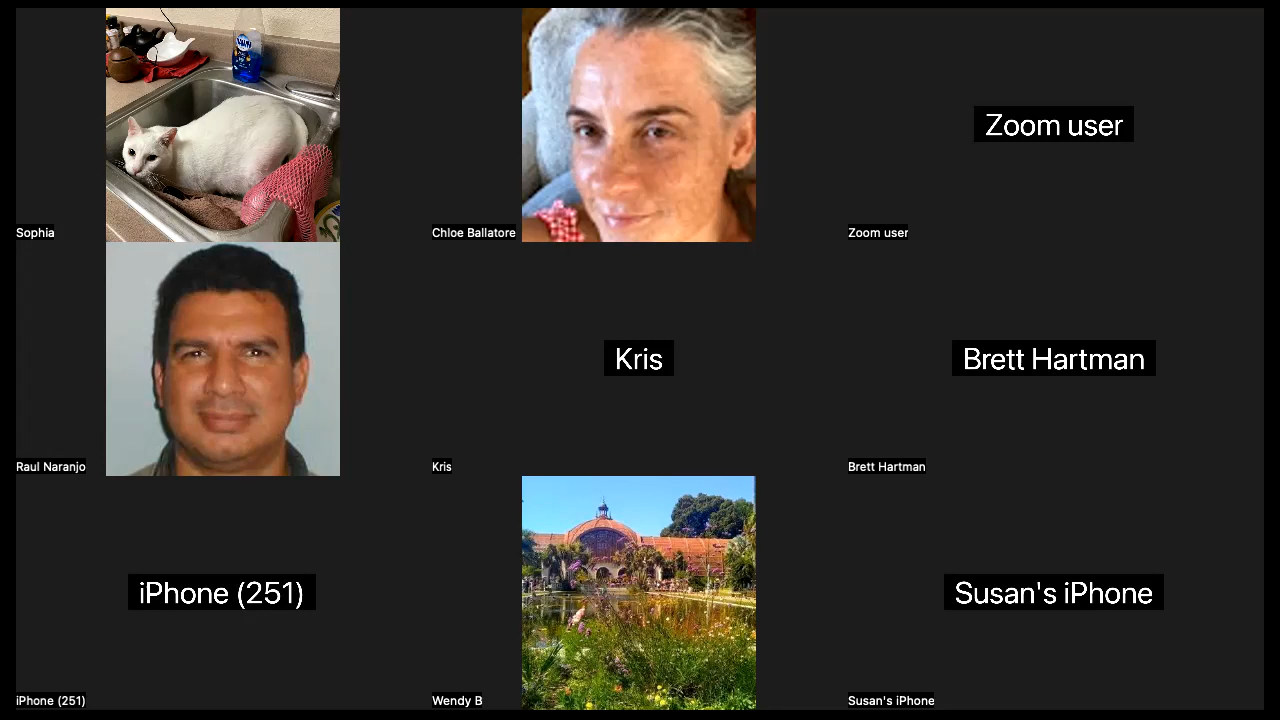 Sophia
Chloe Ballatore
Zoom user
Zoom user
Raul Naranjo
Kris
Kris
Brett Hartman
Brett Hartman
iPhone (251)
iPhone (251)
Wendy B
Susan's iPhone
Susan's iPhone